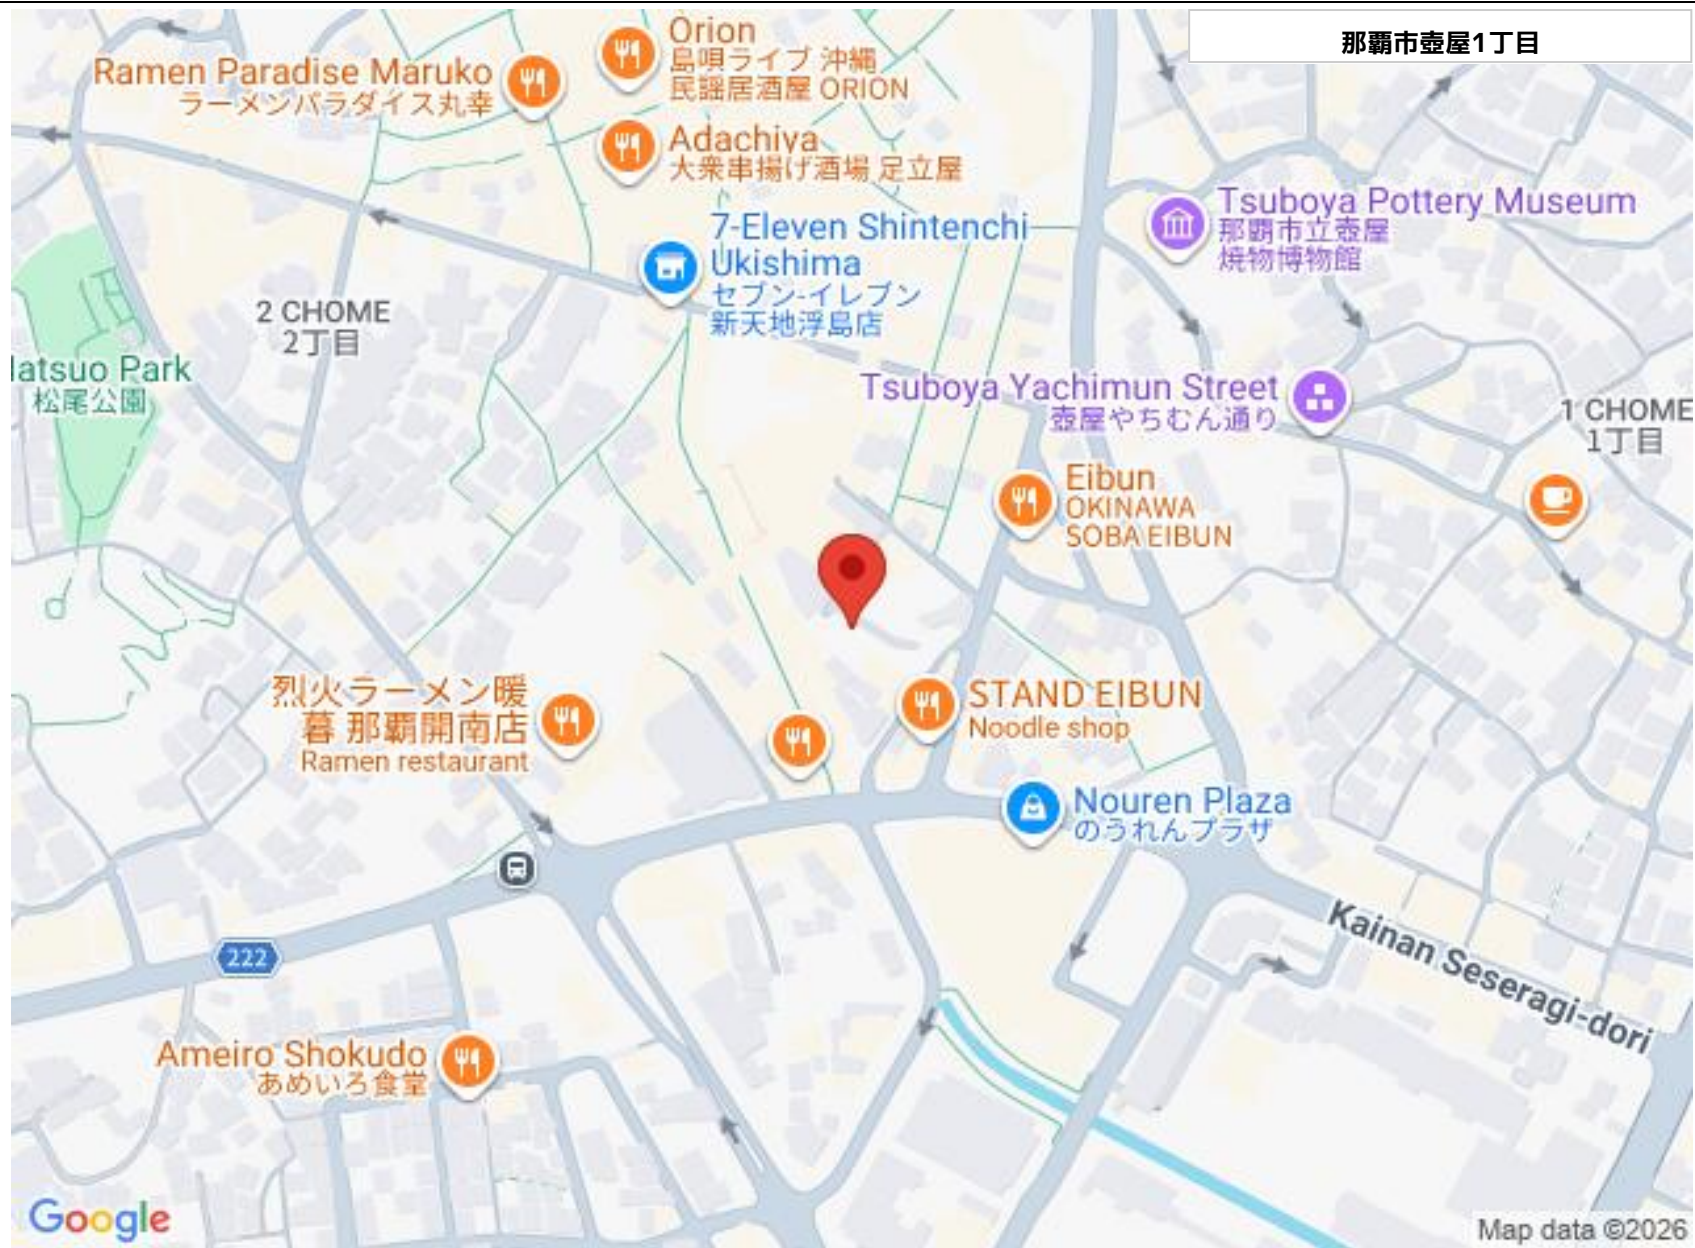 那覇市壺屋1丁目
Orion
島唄ライブ 沖縄
民謡居酒屋 ORION
Ramen Paradise Maruko
ラーメンパラダイス丸幸
Adachiya
大衆串揚げ酒場 足立屋
Tsuboya Pottery Museum
那覇市立壺屋
焼物博物館
7-Eleven Shintenchi
Ukishima
セブン-イレブン
新天地浮島店
2 CHOME
2丁目
latsuo Park
松尾公園
Tsuboya Yachimun Street
壺屋やちむん通り
1 CHOME
1丁目
Eibun
OKINAWA
SOBA EIBUN
烈火ラーメン暖
暮 那覇開南店
Ramen restaurant
STAND EIBUN
Noodle shop
Nouren Plaza
のうれんプラザ
222
Kainan Seseragi-dori
Ameiro Shokudo
あめいろ食堂
Google
Map data ©2026